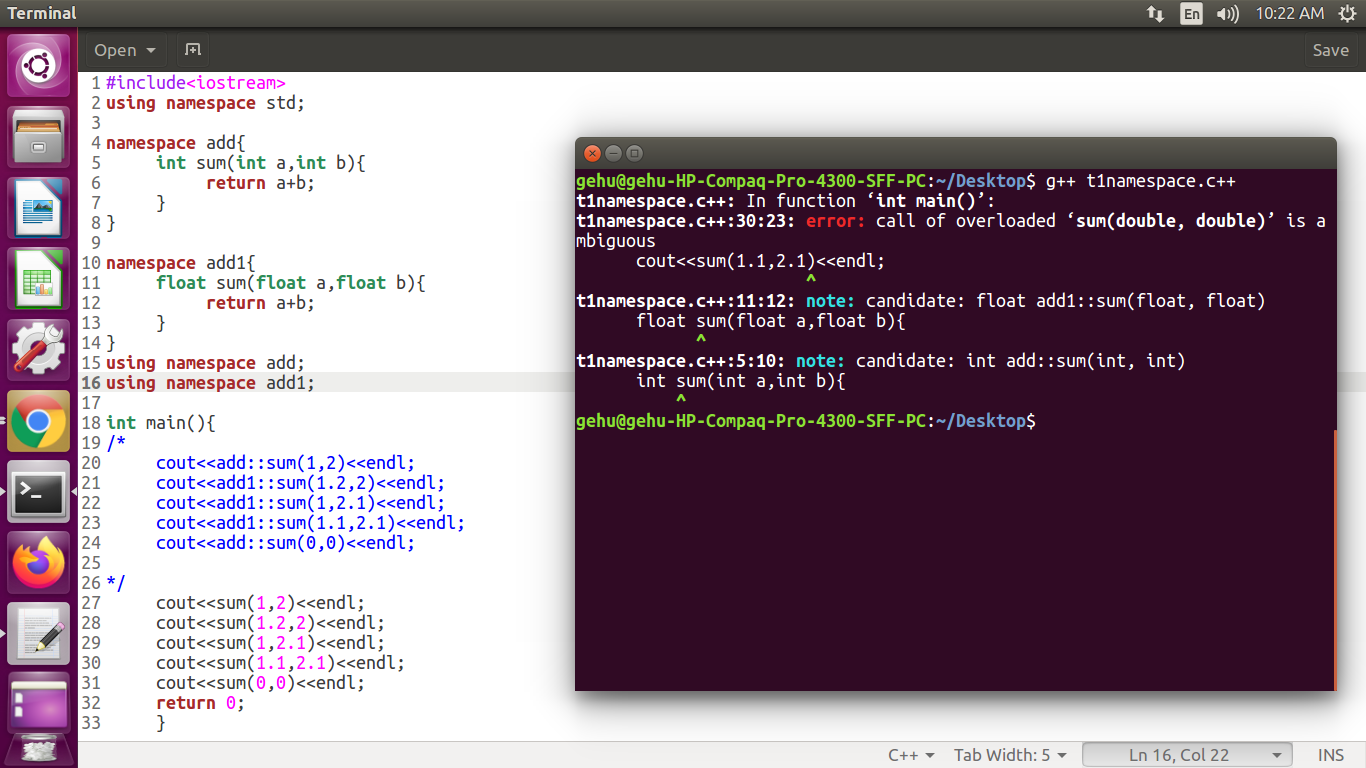 Terminal
En
10:22 AM
Open
Save
1 #include<iostream>
2 using namespace std;
3
4 namespace add{
5 int sum(int a,int b){
6 return a+b;
7 }
8 }
9
10 namespace add1{
11 float sum(float a,float b){
12 return a+b;
13 }
14 }
15 using namespace add;
16 using namespace add1;
17
18 int main(){
19 /*
20 cout<<add::sum(1,2)<<endl;
21 cout<<add1::sum(1.2,2)<<endl;
22 cout<<add1::sum(1,2.1)<<endl;
23 cout<<add1::sum(1.1,2.1)<<endl;
24 cout<<add::sum(0,0)<<endl;
25
26 */
27 cout<<sum(1,2)<<endl;
28 cout<<sum(1.2,2)<<endl;
29 cout<<sum(1,2.1)<<endl;
30 cout<<sum(1.1,2.1)<<endl;
31 cout<<sum(0,0)<<endl;
32 return 0;
33 }
gehu@gehu-HP-Compaq-Pro-4300-SFF-PC:~/Desktop$ g++ t1namespace.c++
t1namespace.c++: In function ‘int main()’:
t1namespace.c++:30:23: error: call of overloaded ‘sum(double, double)’ is a
mbiguous
cout<<sum(1.1,2.1)<<endl;
^
t1namespace.c++:11:12: note: candidate: float add1::sum(float, float)
float sum(float a,float b){
^
t1namespace.c++:5:10: note: candidate: int add::sum(int, int)
int sum(int a,int b){
^
gehu@gehu-HP-Compaq-Pro-4300-SFF-PC:~/Desktop$
C++
Tab Width: 5
Ln 16, Col 22
INS